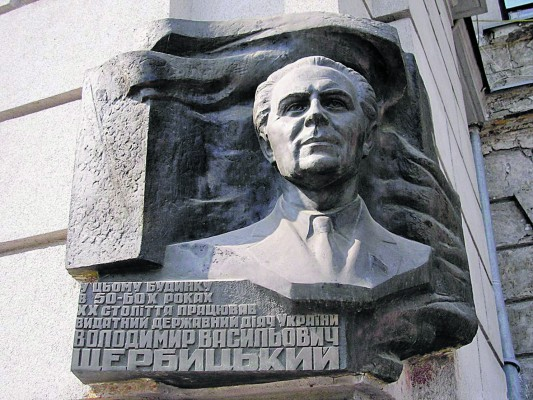 У ЦЬОМУ БУДИНКУ
В 50-60Х РОКАХ
ХХ СТОЛІТТЯ ПРАЦЮВАВ
ВИДАТНИЙ ДЕРЖАВНИЙ ДІЯЧ УКРАЇНИ
ВОЛОДИМИР ВАСИЛЬОВИЧ
ЩЕРБИЦЬКИЙ